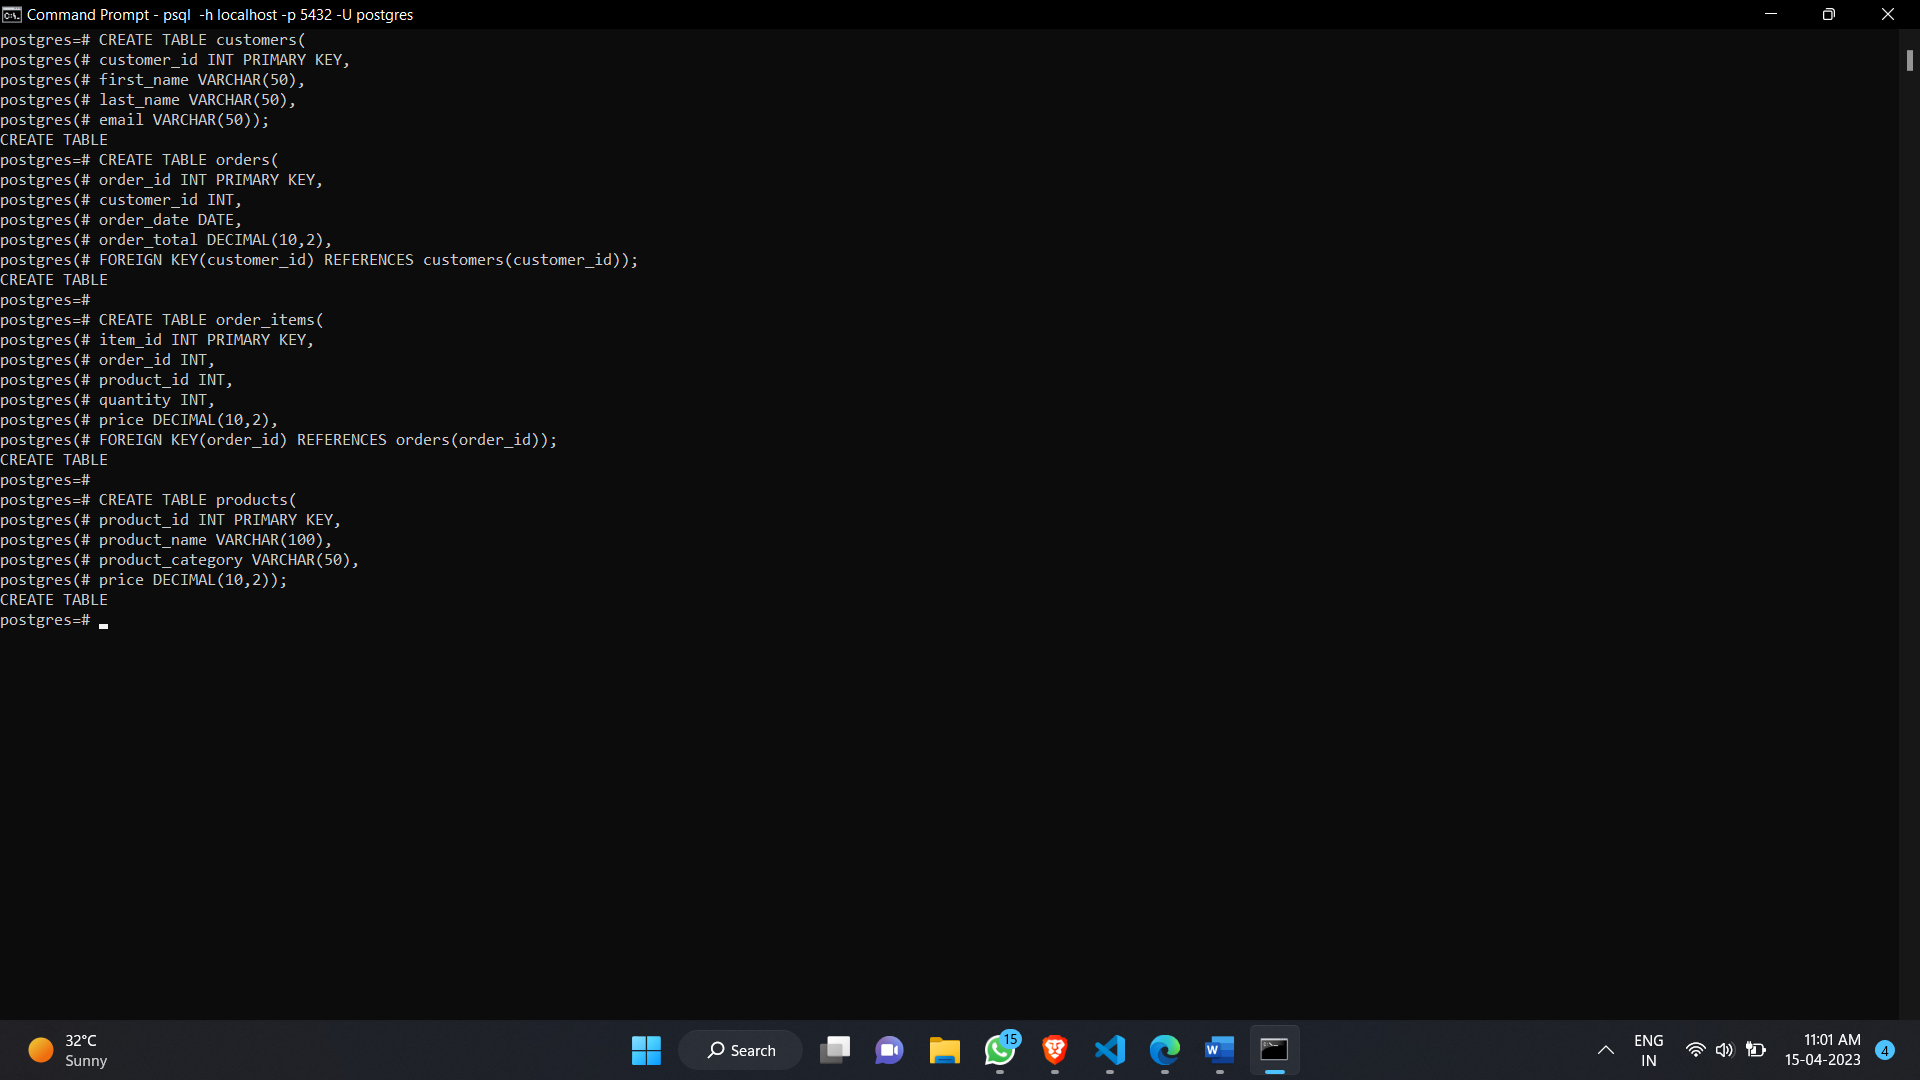 Command Prompt - psql  -h localhost -p 5432 -U postgres
postgres=# CREATE TABLE customers(
postgres(# customer_id INT PRIMARY KEY,
postgres(# first_name VARCHAR(50),
postgres(# last_name VARCHAR(50),
postgres(# email VARCHAR(50));
CREATE TABLE
postgres=# CREATE TABLE orders(
postgres(# order_id INT PRIMARY KEY,
postgres(# customer_id INT,
postgres(# order_date DATE,
postgres(# order_total DECIMAL(10,2),
postgres(# FOREIGN KEY(customer_id) REFERENCES customers(customer_id));
CREATE TABLE
postgres=#
postgres=# CREATE TABLE order_items(
postgres(# item_id INT PRIMARY KEY,
postgres(# order_id INT,
postgres(# product_id INT,
postgres(# quantity INT,
postgres(# price DECIMAL(10,2),
postgres(# FOREIGN KEY(order_id) REFERENCES orders(order_id));
CREATE TABLE
postgres=#
postgres=# CREATE TABLE products(
postgres(# product_id INT PRIMARY KEY,
postgres(# product_name VARCHAR(100),
postgres(# product_category VARCHAR(50),
postgres(# price DECIMAL(10,2));
CREATE TABLE
postgres=#
32°C
Sunny
Search
15
W
ENG
IN
11:01 AM
15-04-2023
4